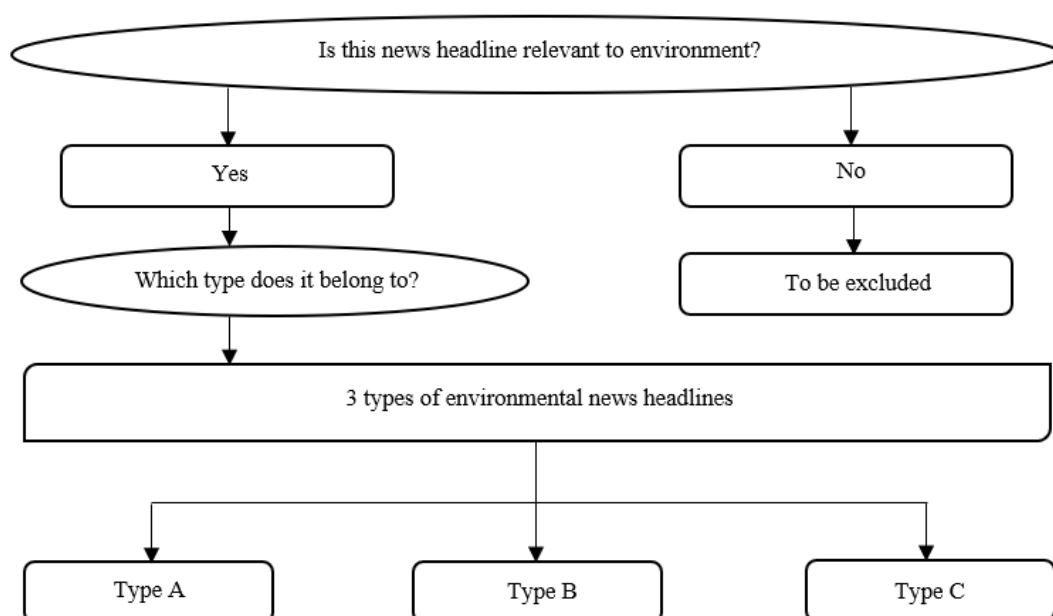 Is this news headline relevant to environment?
Yes
No
Which type does it belong to?
To be excluded
3 types of environmental news headlines
Type A
Type B
Type C